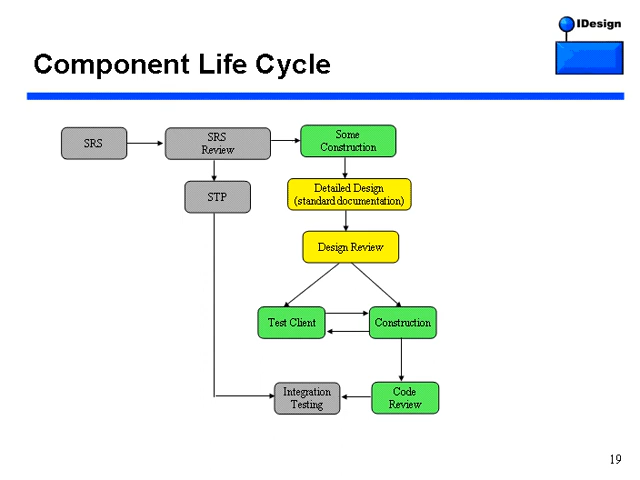 IDesign
Component Life Cycle
SRS
SRS
Review
Some
Construction
STP
Detailed Design
(standard documentation)
Design Review
Test Client
Construction
Integration
Testing
Code
Review
19